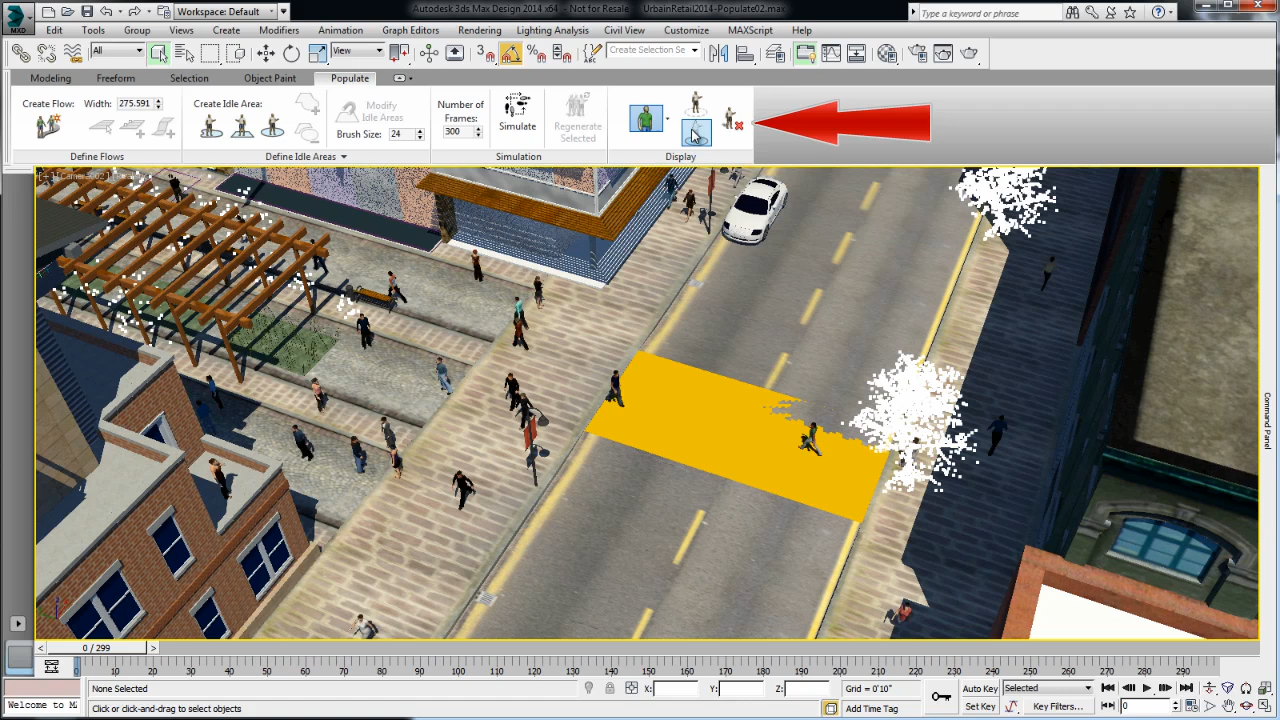 Workspace: Default
Autodesk 3ds Max Design 2014 x64 - Not for Resale UrbainRetail2014-Populate02.max
Type a keyword or phrase
MXD
Edit Tools Group Views Create Modifiers Animation Graph Editors Rendering Lighting Analysis Civil View Customize MAXScript Help
All View 3 Create Selection Se
Modeling Freeform Selection Object Paint Populate
Create Flow: Width: 275.591
Create Idle Area:
Modify
Idle Areas
Brush Size: 24
Number of
Frames:
300
Simulate
Regenerate
Selected
Define Flows Define Idle Areas Simulation Display
Command Panel
0 / 299
0 10 20 30 40 50 60 70 80 90 100 110 120 130 140 150 160 170 180 190 200 210 220 230 240 250 260 270 280 290
None Selected X: Y: Z: Grid = 0'10" Auto Key Selected
Welcome to M Click or click-and-drag to select objects Add Time Tag Set Key Key Filters... 0